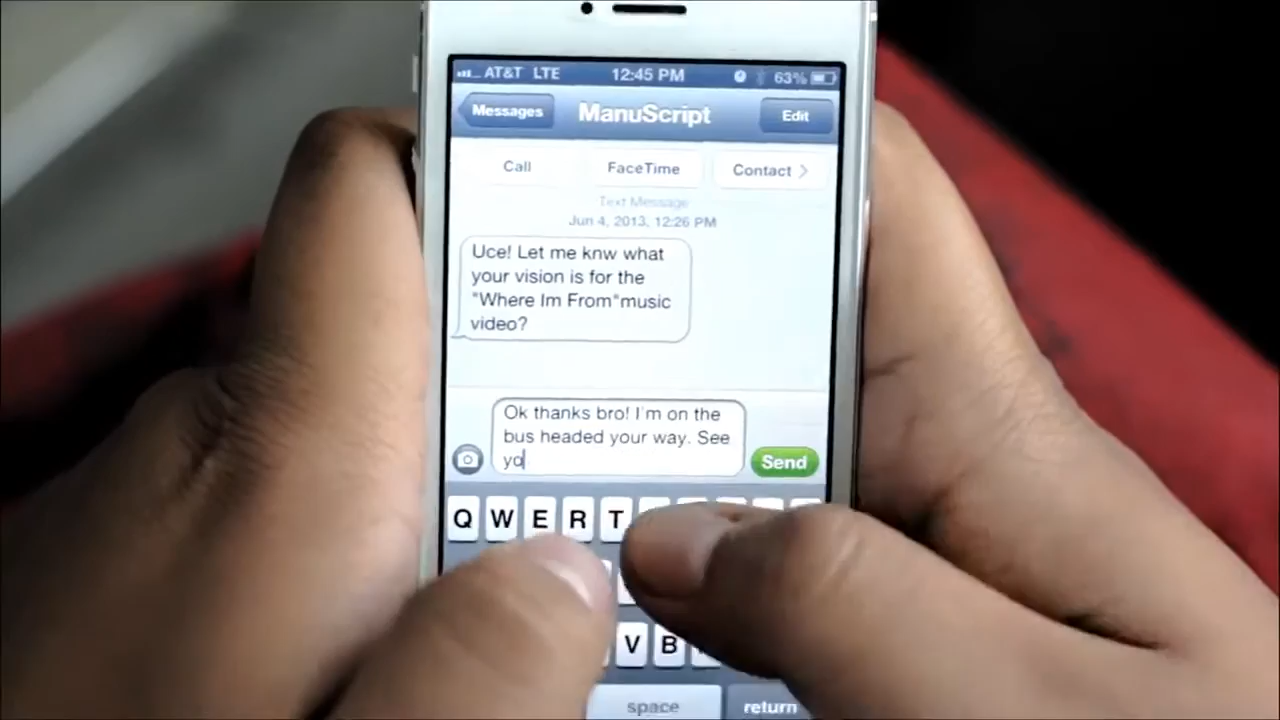 AT&T LTE 12:45 PM 63%
Messages ManuScript Edit
Call FaceTime Contact
Text Message
Jun 4, 2013, 12:26 PM
Uce! Let me knw what
your vision is for the
"Where Im From"music
video?
Ok thanks bro! I'm on the
bus headed your way. See
yo
Send
Q W E R T
V B
space return